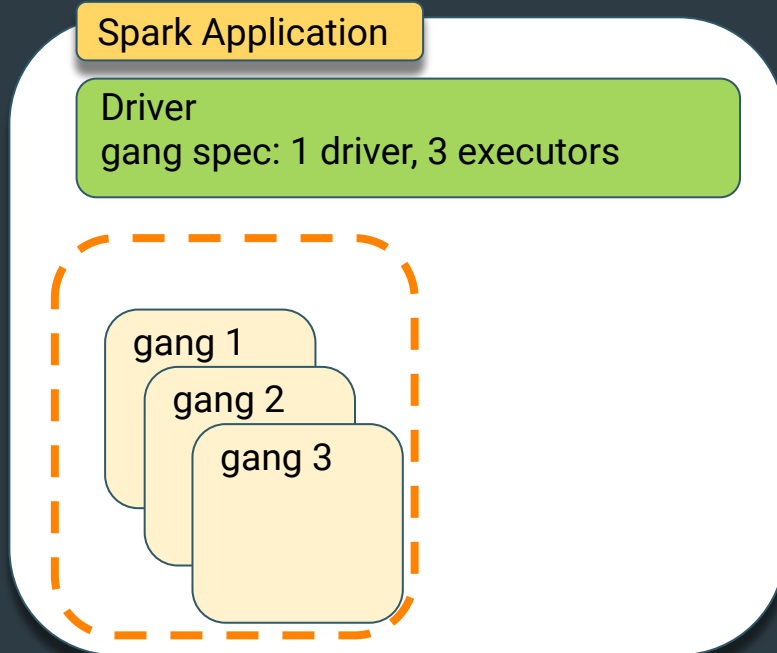 Spark Application
Driver
gang spec: 1 driver, 3 executors
gang 1
gang 2
gang 3